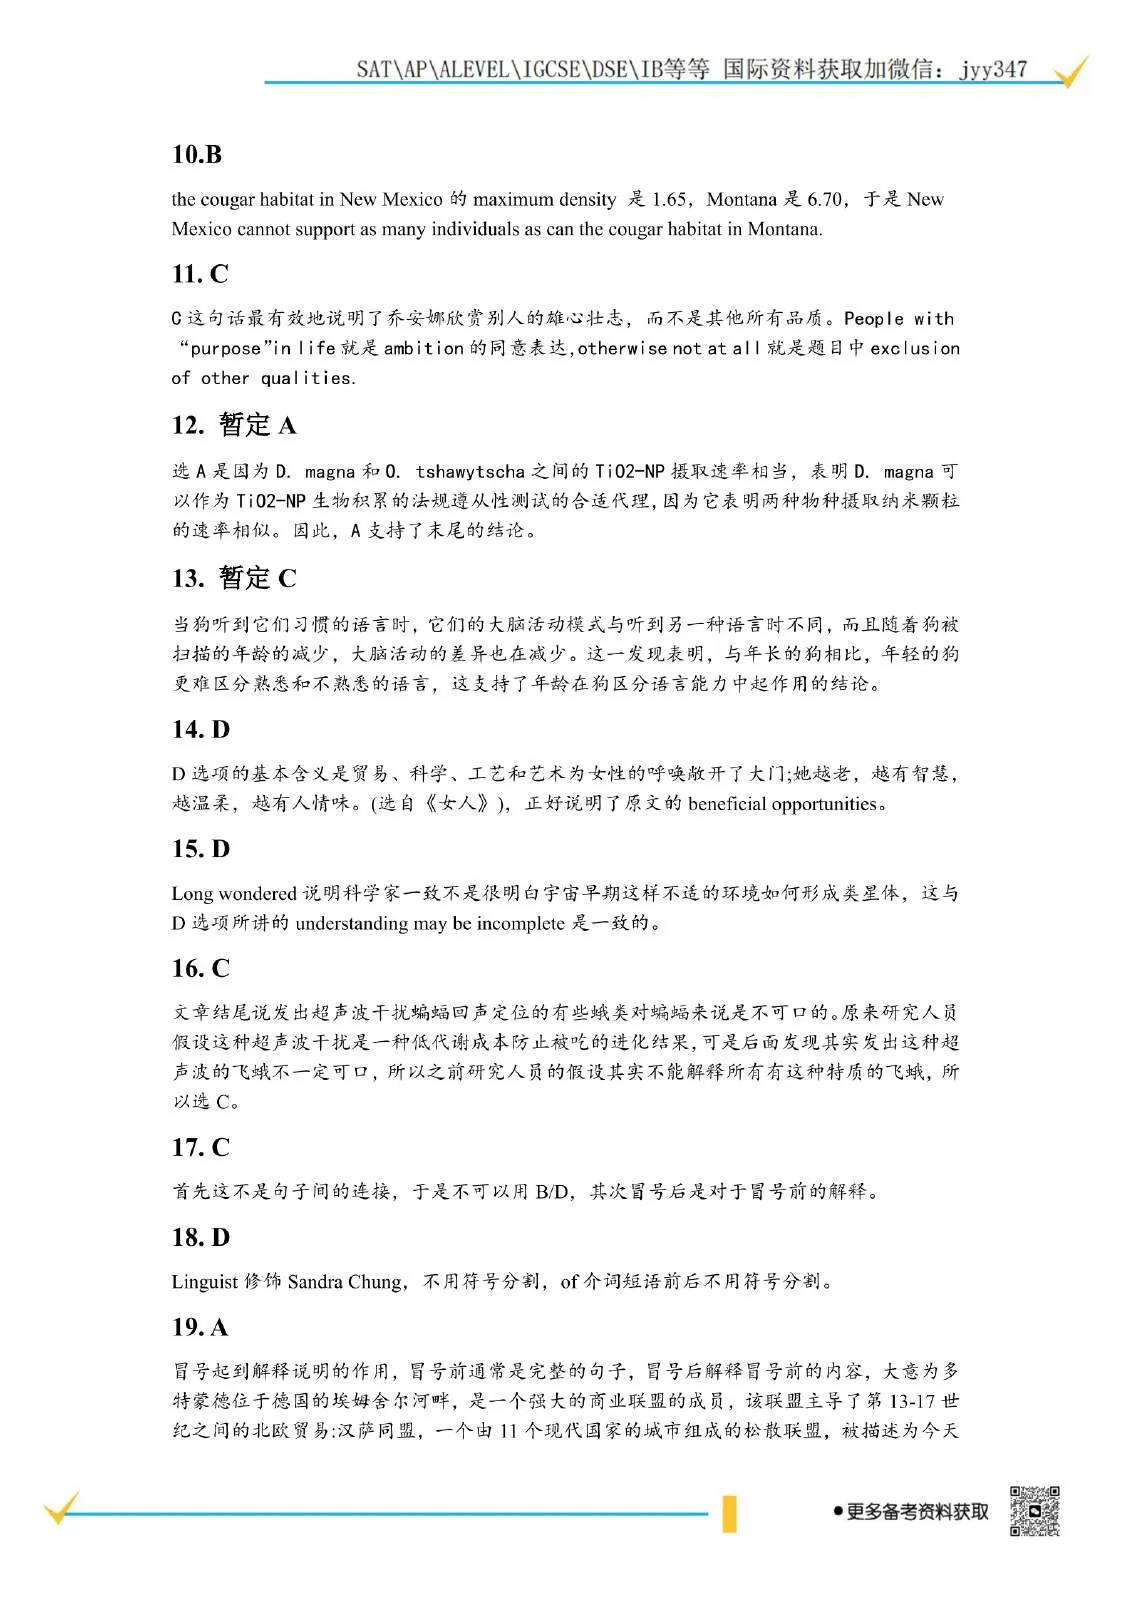 SAT\AP\ALEVEL\IGCSE\DSE\IB等等 国际资料获取加微信：jyy347
10.B
the cougar habitat in New Mexico 的 maximum density 是 1.65，Montana 是 6.70，于是 New
Mexico cannot support as many individuals as can the cougar habitat in Montana.
11. C
C 这句话最有效地说明了乔安娜欣赏别人的雄心壮志，而不是其他所有品质。People with
“purpose”in life 就是 ambition 的同意表达,otherwise not at all 就是题目中 exclusion
of other qualities.
12. 暂定 A
选 A 是因为 D. magna 和 O. tshawytscha 之间的 TiO2-NP 摄取速率相当，表明 D. magna 可
以作为 TiO2-NP 生物积累的法规遵从性测试的合适代理,因为它表明两种物种摄取纳米颗粒
的速率相似。因此，A 支持了末尾的结论。
13. 暂定 C
当狗听到它们习惯的语言时，它们的大脑活动模式与听到另一种语言时不同，而且随着狗被
扫描的年龄的减少，大脑活动的差异也在减少。这一发现表明，与年长的狗相比，年轻的狗
更难区分熟悉和不熟悉的语言，这支持了年龄在狗区分语言能力中起作用的结论。
14. D
D 选项的基本含义是贸易、科学、工艺和艺术为女性的呼唤敞开了大门;她越老，越有智慧，
越温柔，越有人情味。(选自《女人》)，正好说明了原文的 beneficial opportunities。
15. D
Long wondered 说明科学家一致不是很明白宇宙早期这样不适的环境如何形成类星体，这与
D 选项所讲的 understanding may be incomplete 是一致的。
16. C
文章结尾说发出超声波干扰蝙蝠回声定位的有些蛾类对蝙蝠来说是不可口的。原来研究人员
假设这种超声波干扰是一种低代谢成本防止被吃的进化结果,可是后面发现其实发出这种超
声波的飞蛾不一定可口，所以之前研究人员的假设其实不能解释所有有这种特质的飞蛾，所
以选 C。
17. C
首先这不是句子间的连接，于是不可以用 B/D，其次冒号后是对于冒号前的解释。
18. D
Linguist 修饰 Sandra Chung，不用符号分割，of 介词短语前后不用符号分割。
19. A
冒号起到解释说明的作用，冒号前通常是完整的句子，冒号后解释冒号前的内容，大意为多
特蒙德位于德国的埃姆舍尔河畔，是一个强大的商业联盟的成员，该联盟主导了第 13-17 世
纪之间的北欧贸易:汉萨同盟，一个由 11 个现代国家的城市组成的松散联盟，被描述为今天
●更多备考资料获取